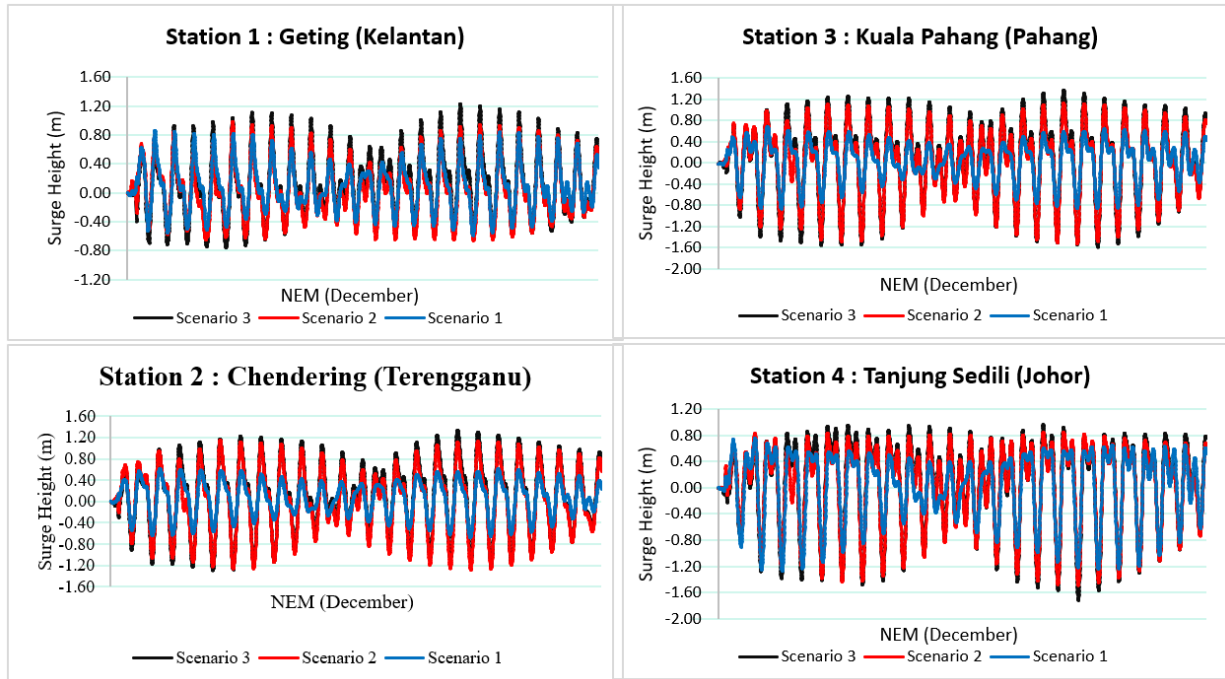 Station 1 : Geting (Kelantan)
Surge Height (m)
1.60
1.20
0.80
0.40
0.00
-0.40
-0.80
-1.20
NEM (December)
Scenario 3 Scenario 2 Scenario 1
Station 3 : Kuala Pahang (Pahang)
Surge Height (m)
1.60
1.20
0.80
0.40
0.00
-0.40
-0.80
-1.20
-1.60
-2.00
NEM (December)
Scenario 3 Scenario 2 Scenario 1
Station 2 : Chendering (Terengganu)
Surge Height (m)
1.60
1.20
0.80
0.40
0.00
-0.40
-0.80
-1.20
-1.60
NEM (December)
Scenario 3 Scenario 2 Scenario 1
Station 4 : Tanjung Sedili (Johor)
Surge Height (m)
1.20
0.80
0.40
0.00
-0.40
-0.80
-1.20
-1.60
-2.00
NEM (December)
Scenario 3 Scenario 2 Scenario 1